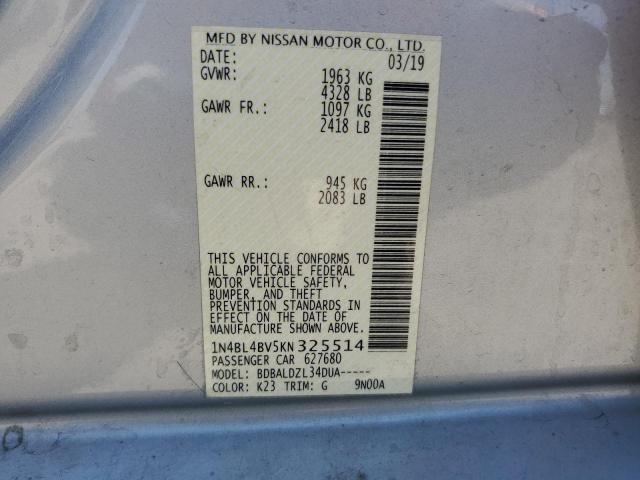 MFD BY NISSAN MOTOR CO., LTD.
DATE: 03/19
GVWR: 1963 KG
4328 LB
GAWR FR.: 1097 KG
2418 LB
GAWR RR.: 945 KG
2083 LB
THIS VEHICLE CONFORMS TO
ALL APPLICABLE FEDERAL
MOTOR VEHICLE SAFETY,
BUMPER, AND THEFT
PREVENTION STANDARDS IN
EFFECT ON THE DATE OF
MANUFACTURE SHOWN ABOVE.
1N4BL4BV5KN325514
PASSENGER CAR 627680
MODEL: BDBALDZL34DUA-----
COLOR: K23 TRIM: G 9N00A